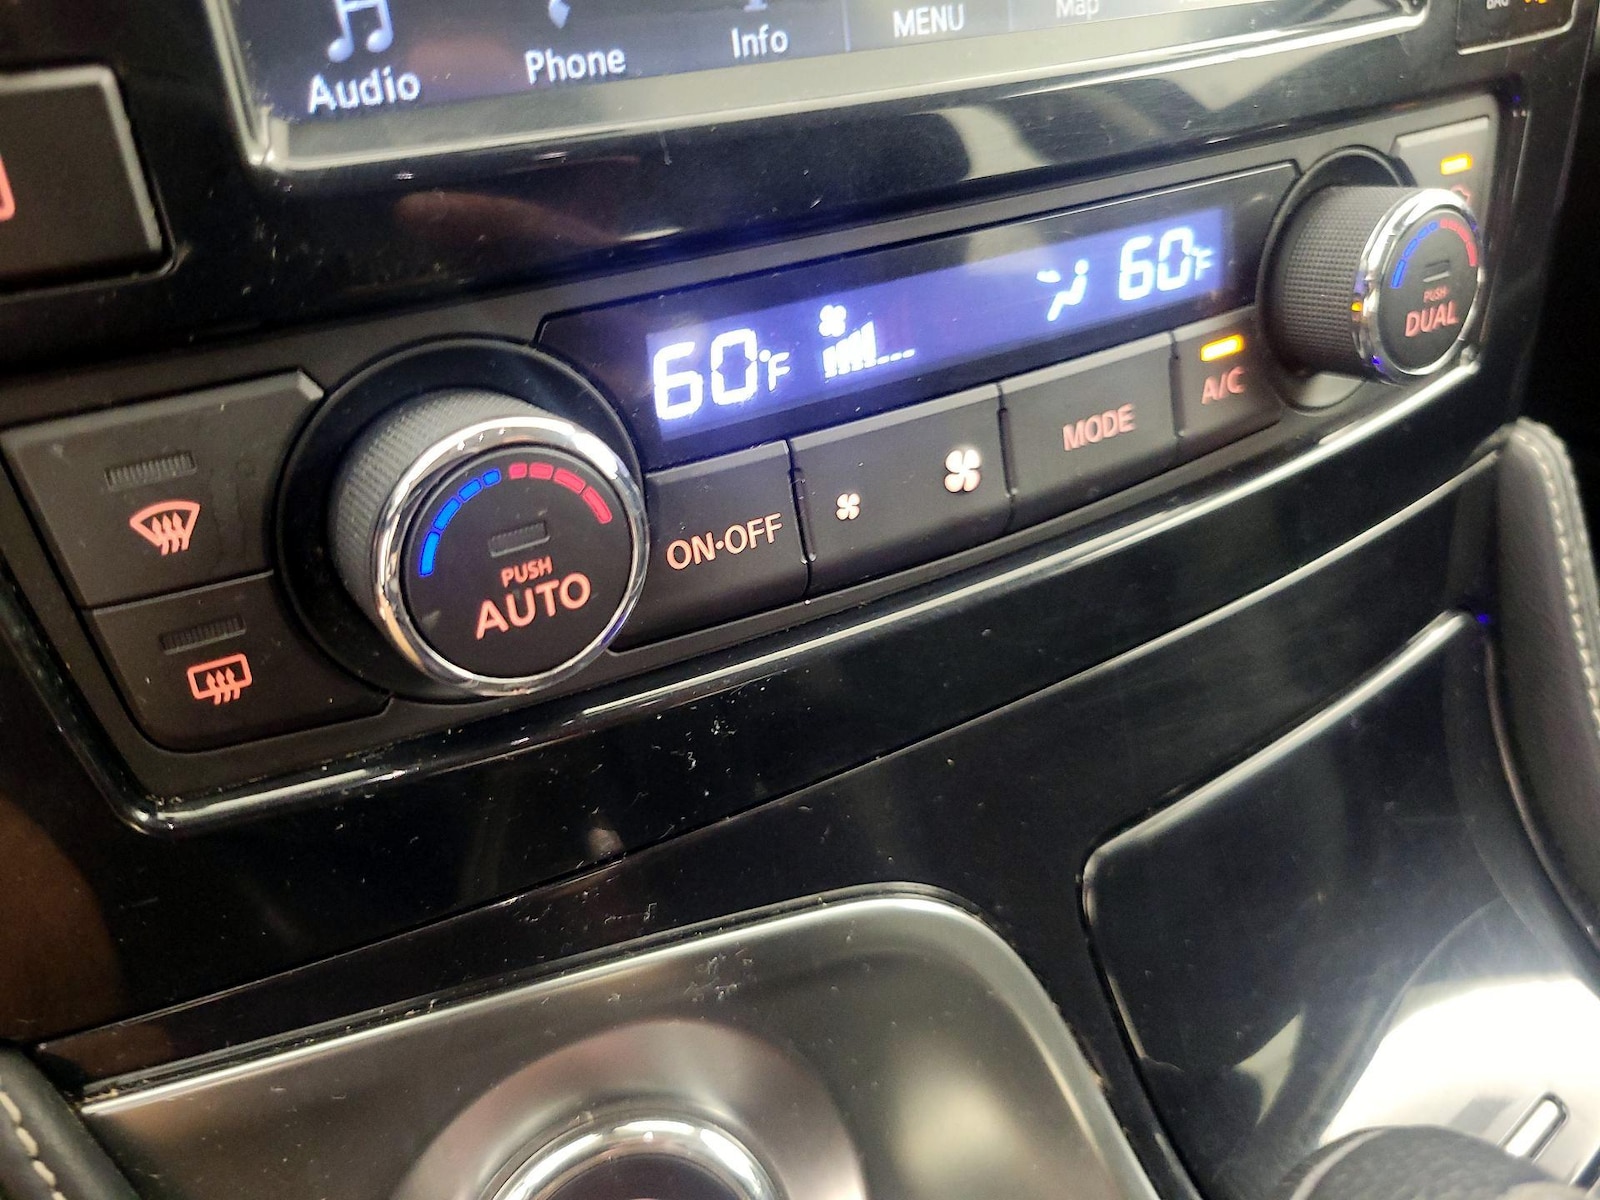 Audio
Phone
Info
MENU
Map
60°F
60°F
PUSH
AUTO
ON·OFF
MODE
A/C
PUSH
DUAL